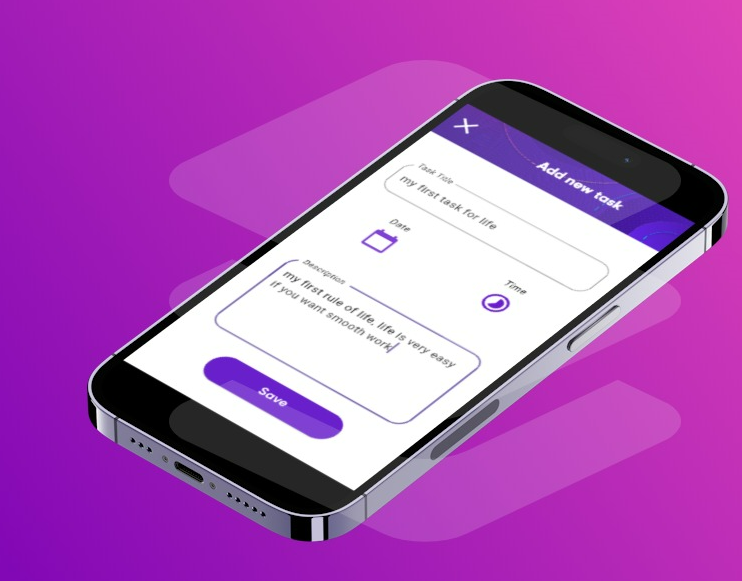 Add new task
Task Title
my first task for life
Date
Time
Description
my first rule of life, life is very easy
if you want smooth work
Save